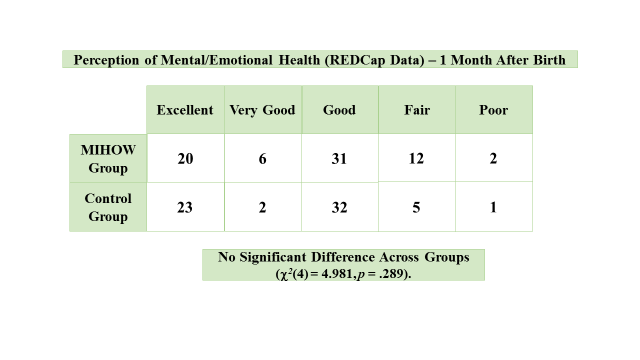 Perception of Mental/Emotional Health (REDCap Data) – 1 Month After Birth
Excellent Very Good Good Fair Poor
MIHOW
Group 20 6 31 12 2
Control
Group 23 2 32 5 1
No Significant Difference Across Groups
(χ²(4) = 4.981, p = .289).